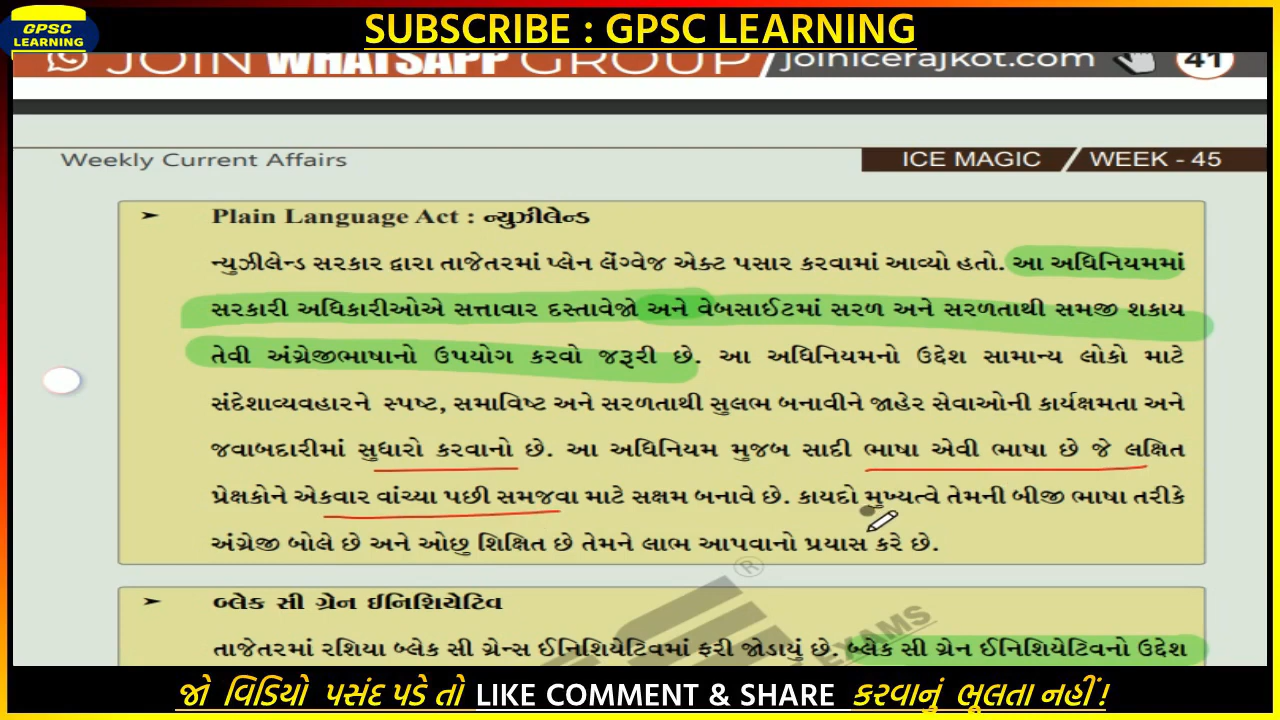 GPSC
LEARNING
SUBSCRIBE : GPSC LEARNING
JOIN WHATSAPP GROUP
joinicerajkot.com
41
Weekly Current Affairs
ICE MAGIC
WEEK - 45
➤ Plain Language Act : ન્યુઝીલેન્ડ
ન્યુઝીલેન્ડ સરકાર દ્વારા તાજેતરમાં પ્લેન લેંગ્વેજ એક્ટ પસાર કરવામાં આવ્યો હતો. આ અધિનિયમમાં
સરકારી અધિકારીઓએ સત્તાવાર દસ્તાવેજો અને વેબસાઈટમાં સરળ અને સરળતાથી સમજી શકાય
તેવી અંગ્રેજીભાષાનો ઉપયોગ કરવો જરૂરી છે. આ અધિનિયમનો ઉદ્દેશ સામાન્ય લોકો માટે
સંદેશાવ્યવહારને સ્પષ્ટ, સમાવિષ્ટ અને સરળતાથી સુલભ બનાવીને જાહેર સેવાઓની કાર્યક્ષમતા અને
જવાબદારીમાં સુધારો કરવાનો છે. આ અધિનિયમ મુજબ સાદી ભાષા એવી ભાષા છે જે લક્ષિત
પ્રેક્ષકોને એકવાર વાંચ્યા પછી સમજવા માટે સક્ષમ બનાવે છે. કાયદો મુખ્યત્વે તેમની બીજી ભાષા તરીકે
અંગ્રેજી બોલે છે અને ઓછુ શિક્ષિત છે તેમને લાભ આપવાનો પ્રયાસ કરે છે.
®
EXAMS
➤ બ્લેક સી ગ્રેન ઈનિશિયેટિવ
તાજેતરમાં રશિયા બ્લેક સી ગ્રેન્સ ઈનિશિયેટિવમાં ફરી જોડાયું છે. બ્લેક સી ગ્રેન ઈનિશિયેટિવનો ઉદ્દેશ
જો વિડિયો પસંદ પડે તો LIKE COMMENT & SHARE કરવાનું ભૂલતા નહીં!